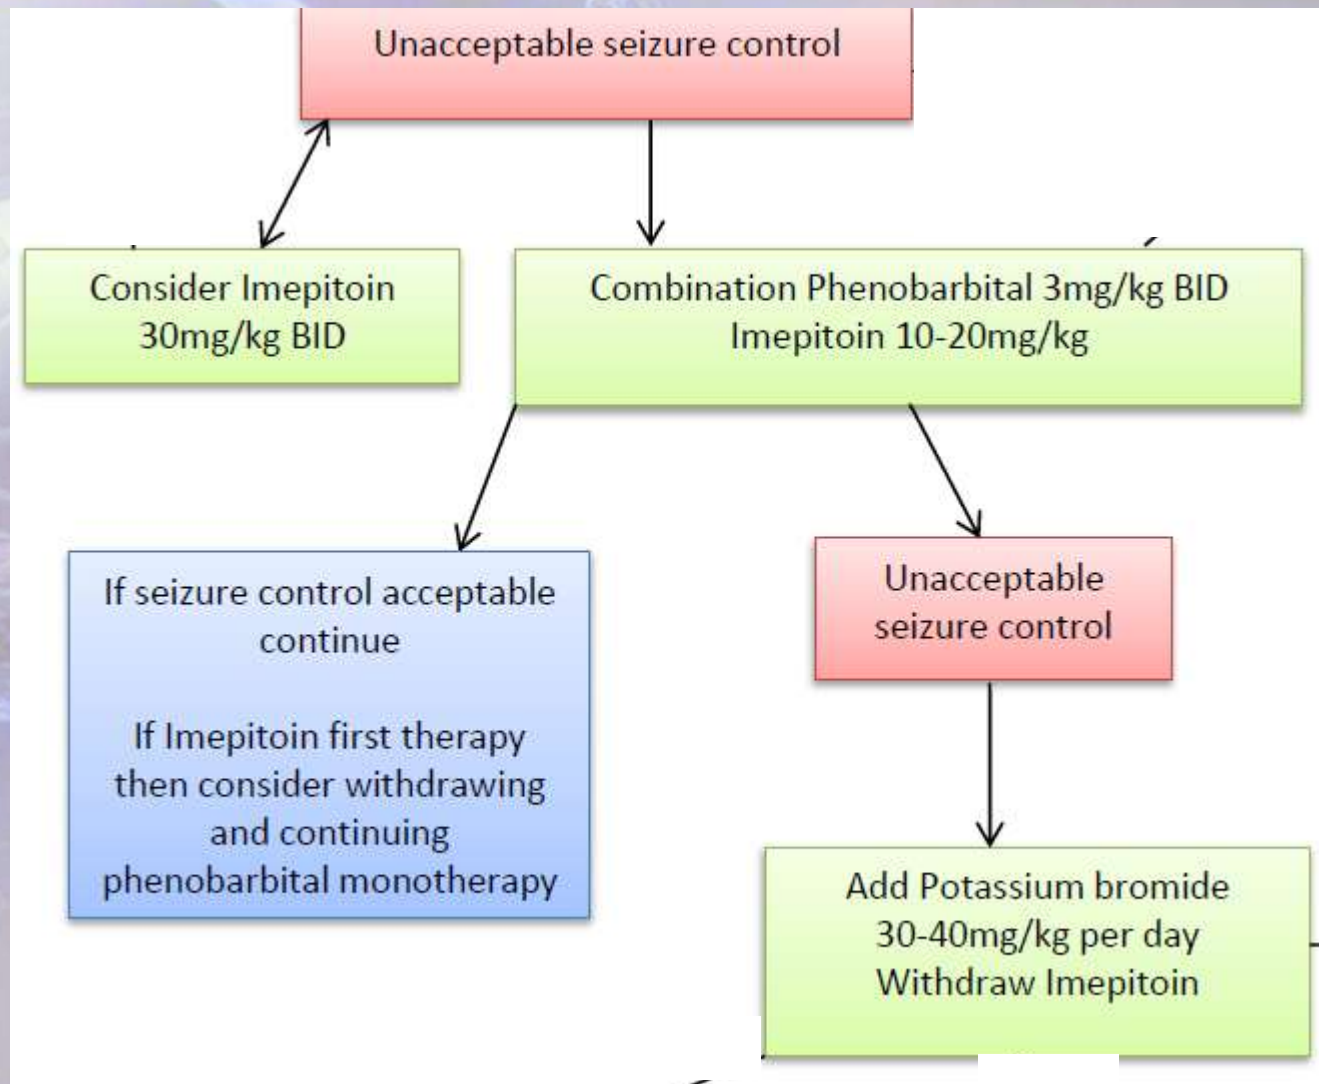 Unacceptable seizure control
Consider Imepitoin
30mg/kg BID
Combination Phenobarbital 3mg/kg BID
Imepitoin 10-20mg/kg
If seizure control acceptable
continue
If Imepitoin first therapy
then consider withdrawing
and continuing
phenobarbital monotherapy
Unacceptable
seizure control
Add Potassium bromide
30-40mg/kg per day
Withdraw Imepitoin